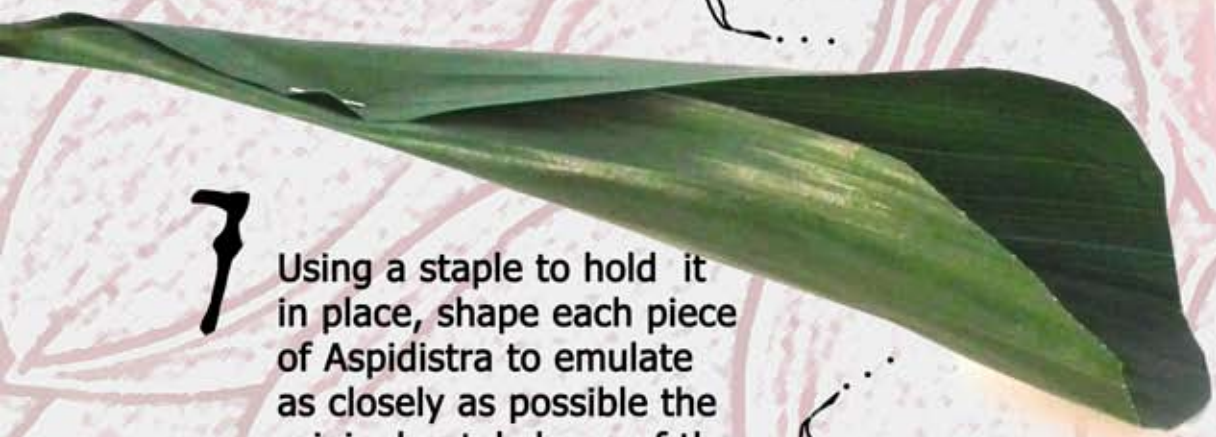 7
Using a staple to hold it
in place, shape each piece
of Aspidistra to emulate
as closely as possible the